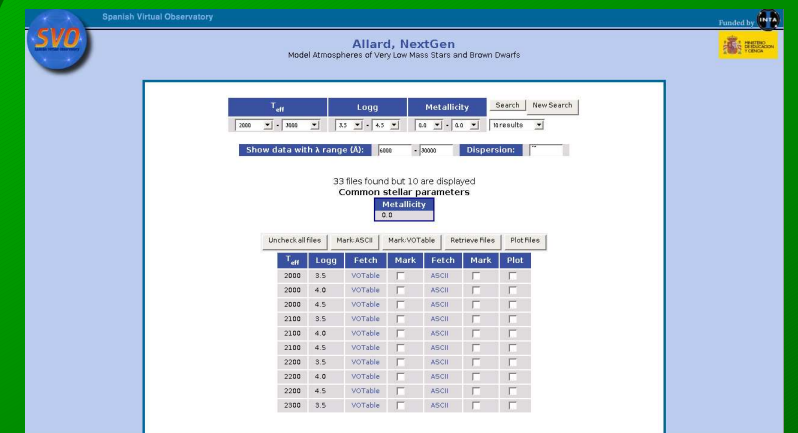 Spanish Virtual Observatory
Funded by INTA
SVO
Allard, NextGen
Model Atmospheres of Very Low Mass Stars and Brown Dwarfs
MINISTERIO DE EDUCACION Y CIENCIA
Teff Logg Metallicity Search New Search
2000 - 3000 3.5 - 4.5 0.0 - 0.0 10 results
Show data with λ range (A): 6000 - 30000 Dispersion:
33 files found but 10 are displayed
Common stellar parameters
Metallicity
0.0
Uncheck all files Mark:ASCII Mark:VOTable Retrieve Files Plot Files
Teff Logg Fetch Mark Fetch Mark Plot
2000 3.5 VOTable ASCII
2000 4.0 VOTable ASCII
2000 4.5 VOTable ASCII
2100 3.5 VOTable ASCII
2100 4.0 VOTable ASCII
2100 4.5 VOTable ASCII
2200 3.5 VOTable ASCII
2200 4.0 VOTable ASCII
2200 4.5 VOTable ASCII
2300 3.5 VOTable ASCII